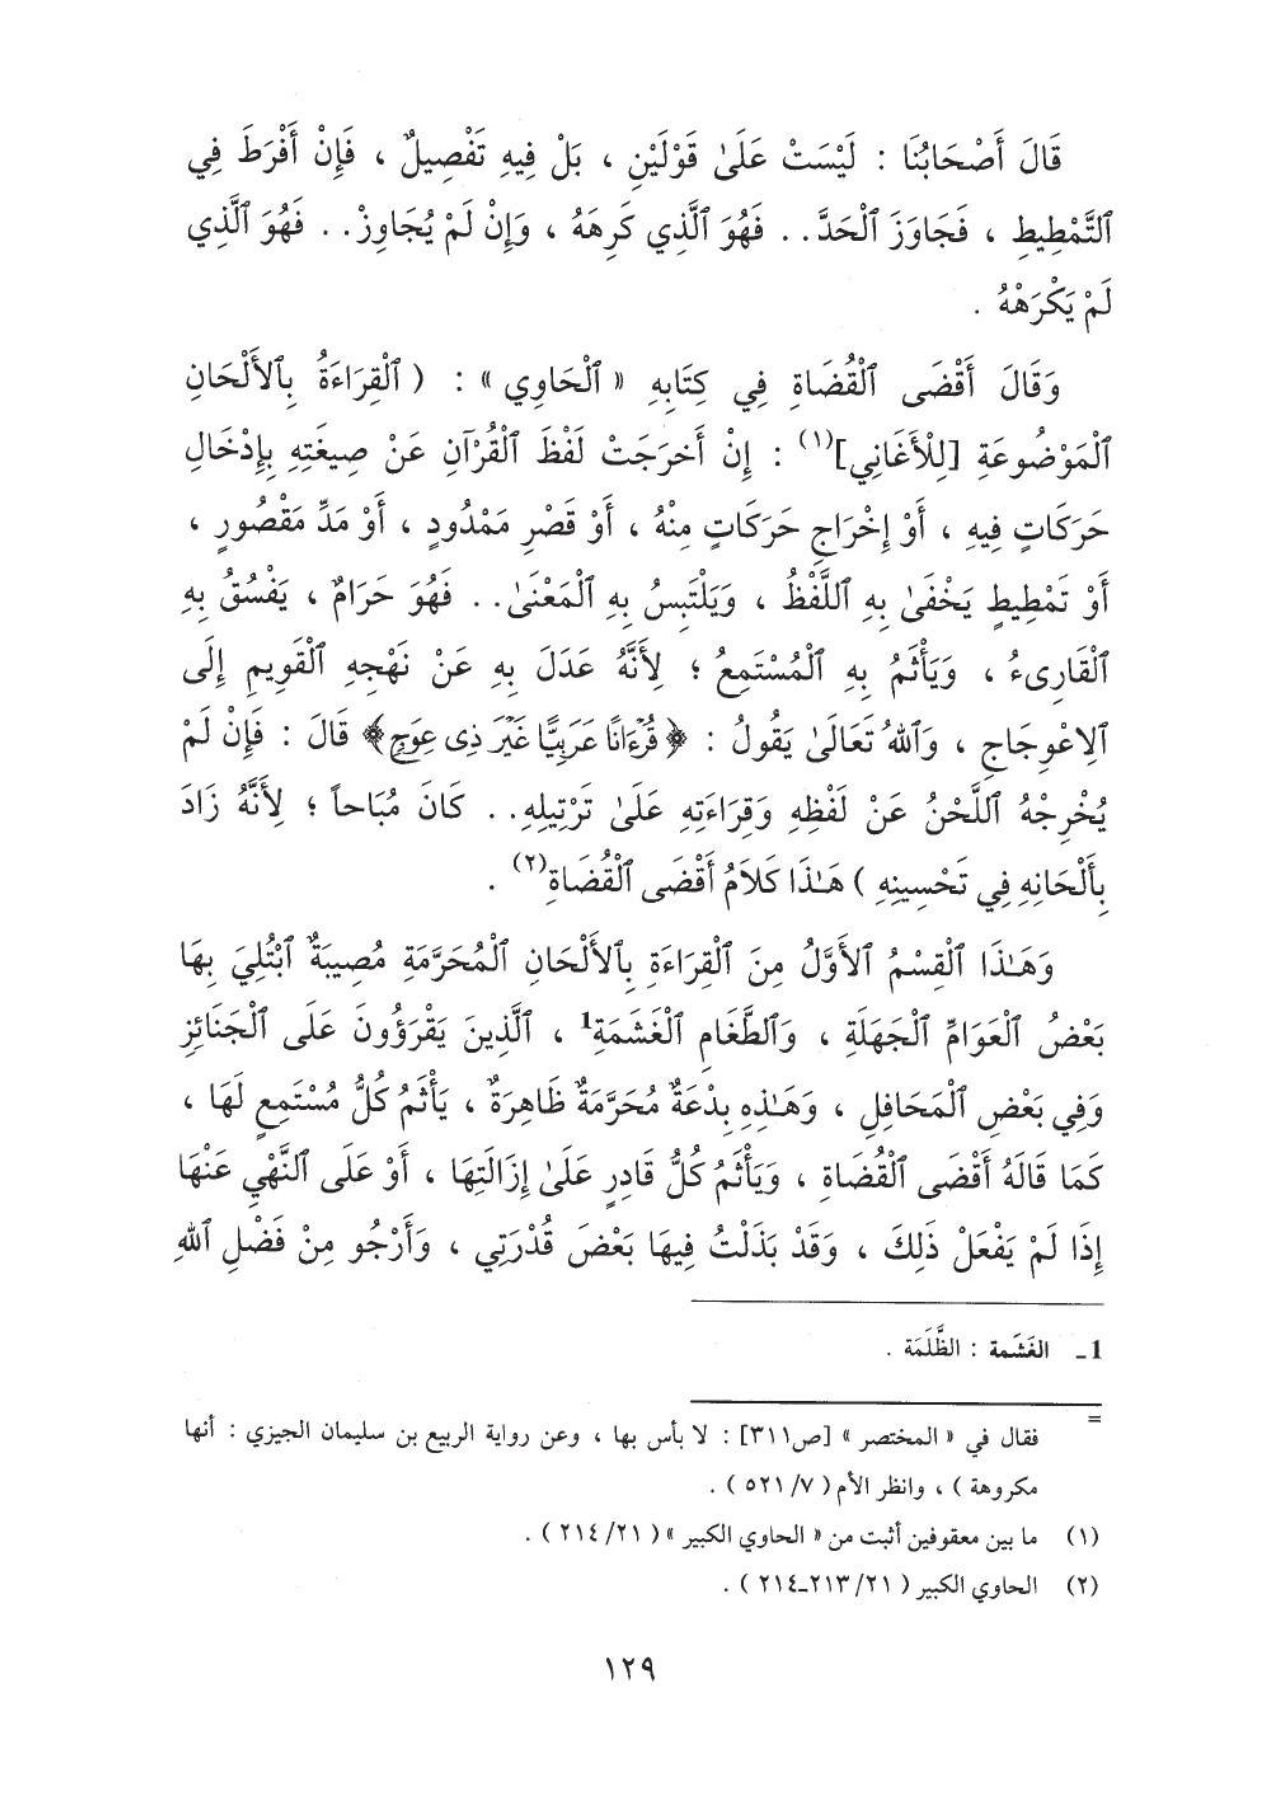 قَالَ أَصْحَابُنَا : لَيْسَتْ عَلَىٰ قَوْلَيْنِ ، بَلْ فِيهِ تَفْصِيلٌ ، فَإِنْ أَفْرَطَ فِي
ٱلتَّمْطِيطِ ، فَجَاوَزَ ٱلْحَدَّ . . فَهُوَ ٱلَّذِي كَرِهَهُ ، وَإِنْ لَمْ يُجَاوِزْ . . فَهُوَ ٱلَّذِي
لَمْ يَكْرَهْهُ .
وَقَالَ أَقْضَى ٱلْقُضَاةِ فِي كِتَابِهِ « ٱلْحَاوِي » : ( ٱلْقِرَاءَةُ بِٱلأَلْحَانِ
ٱلْمَوْضُوعَةِ [لِلْأَغَانِي](١) : إِنْ أَخرَجَتْ لَفْظَ ٱلْقُرْآنِ عَنْ صِيغَتِهِ بِإِدْخَالِ
حَرَكَاتٍ فِيهِ ، أَوْ إِخْرَاجِ حَرَكَاتٍ مِنْهُ ، أَوْ قَصْرِ مَمْدُودٍ ، أَوْ مَدِّ مَقْصُورٍ ،
أَوْ تَمْطِيطٍ يَخْفَىٰ بِهِ ٱللَّفْظُ ، وَيَلْتَبِسُ بِهِ ٱلْمَعْنَىٰ . . فَهُوَ حَرَامٌ ، يَفْسُقُ بِهِ
ٱلْقَارِىءُ ، وَيَأْثَمُ بِهِ ٱلْمُسْتَمِعُ ؛ لِأَنَّهُ عَدَلَ بِهِ عَنْ نَهْجِهِ ٱلْقَوِيمِ إِلَى
ٱلِاعْوِجَاجِ ، وَٱللهُ تَعَالَىٰ يَقُولُ : ﴿ قُرْءَانًا عَرَبِيًّا غَيْرَ ذِى عِوَجٍ ﴾ قَالَ : فَإِنْ لَمْ
يُخْرِجْهُ ٱللَّحْنُ عَنْ لَفْظِهِ وَقِرَاءَتِهِ عَلَىٰ تَرْتِيلِهِ . . كَانَ مُبَاحاً ؛ لِأَنَّهُ زَادَ
بِأَلْحَانِهِ فِي تَحْسِينِهِ ) هَـٰذَا كَلَامُ أَقْضَى ٱلْقُضَاةِ(٢) .
وَهَـٰذَا ٱلْقِسْمُ ٱلأَوَّلُ مِنَ ٱلْقِرَاءَةِ بِٱلأَلْحَانِ ٱلْمُحَرَّمَةِ مُصِيبَةٌ ٱبْتُلِيَ بِهَا
بَعْضُ ٱلْعَوَامِّ ٱلْجَهَلَةِ ، وَٱلطَّغَامِ ٱلْغَشَمَةِ1 ، ٱلَّذِينَ يَقْرَؤُونَ عَلَى ٱلْجَنَائِزِ
وَفِي بَعْضِ ٱلْمَحَافِلِ ، وَهَـٰذِهِ بِدْعَةٌ مُحَرَّمَةٌ ظَاهِرَةٌ ، يَأْثَمُ كُلُّ مُسْتَمِعٍ لَهَا ،
كَمَا قَالَهُ أَقْضَى ٱلْقُضَاةِ ، وَيَأْثَمُ كُلُّ قَادِرٍ عَلَىٰ إِزَالَتِهَا ، أَوْ عَلَى ٱلنَّهْيِ عَنْهَا
إِذَا لَمْ يَفْعَلْ ذَلِكَ ، وَقَدْ بَذَلْتُ فِيهَا بَعْضَ قُدْرَتِي ، وَأَرْجُو مِنْ فَضْلِ ٱللهِ
1ـ الغَشَمة : الظَّلَمَة .
=
فقال في « المختصر » [ص٣١١] : لا بأس بها ، وعن رواية الربيع بن سليمان الجيزي : أنها
مكروهة ) ، وانظر الأم ( ٧/ ٥٢١ ) .
(١) ما بين معقوفين أثبت من « الحاوي الكبير » ( ٢١/ ٢١٤ ) .
(٢) الحاوي الكبير ( ٢١/ ٢١٣ـ٢١٤ ) .
١٢٩